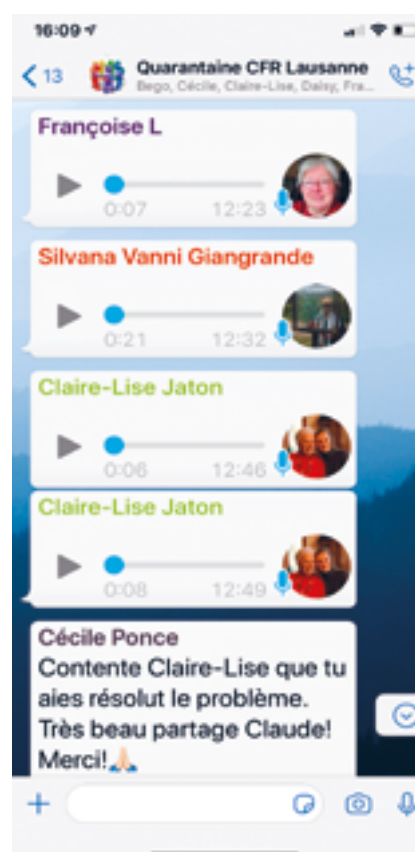 16:09
13
Quarantaine CFR Lausanne
Bego, Cécile, Claire-Lise, Daisy, Fra...
Françoise L
0:07 12:23
Silvana Vanni Giangrande
0:21 12:32
Claire-Lise Jaton
0:06 12:46
Claire-Lise Jaton
0:08 12:49
Cécile Ponce
Contente Claire-Lise que tu
aies résolut le problème.
Très beau partage Claude!
Merci!🙏🏻